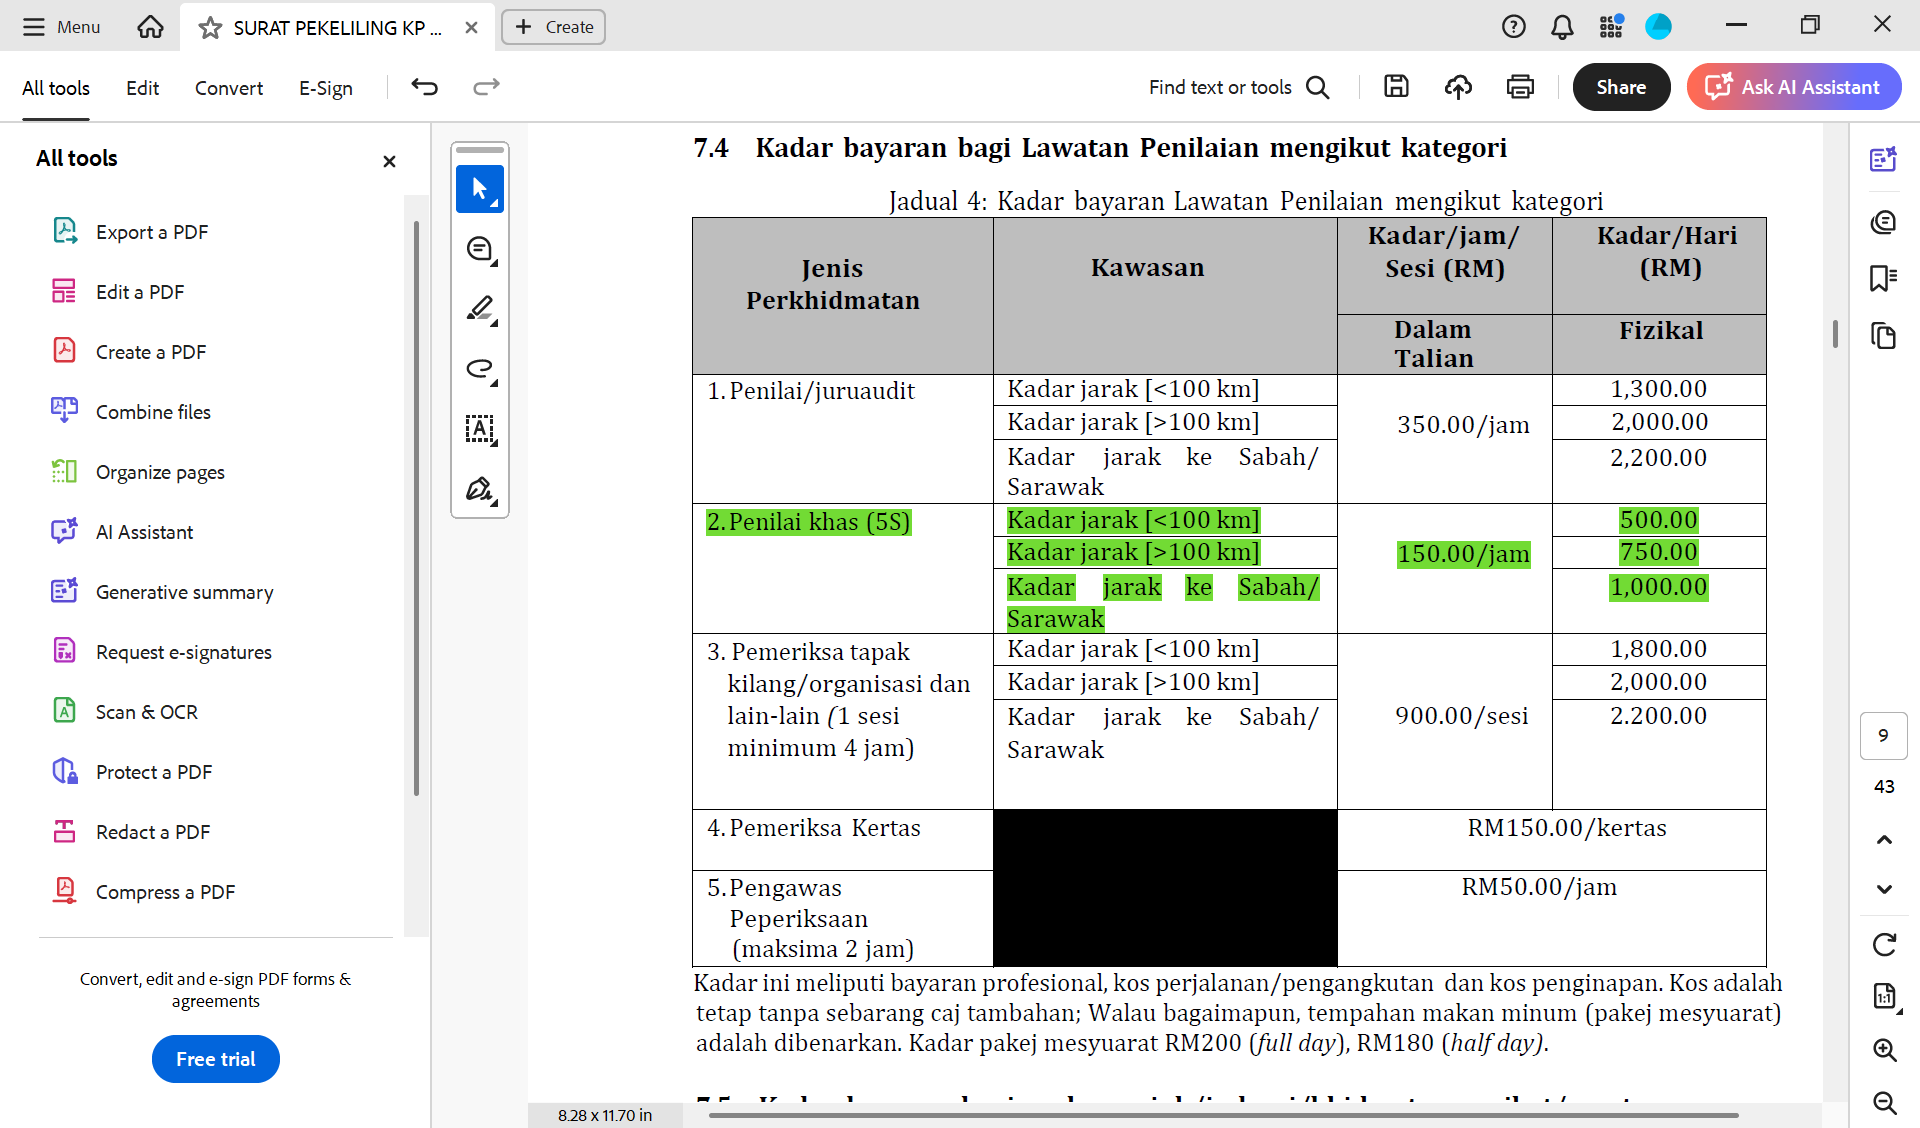 Menu
SURAT PEKELILING KP ...
Create
All tools
Edit
Convert
E-Sign
Find text or tools
Share
Ask AI Assistant
All tools
Export a PDF
Edit a PDF
Create a PDF
Combine files
Organize pages
AI Assistant
Generative summary
Request e-signatures
Scan & OCR
Protect a PDF
Redact a PDF
Compress a PDF
Convert, edit and e-sign PDF forms &
agreements
Free trial
7.4 Kadar bayaran bagi Lawatan Penilaian mengikut kategori
Jadual 4: Kadar bayaran Lawatan Penilaian mengikut kategori
Jenis
Perkhidmatan
Kawasan
Kadar/jam/
Sesi (RM)
Kadar/Hari
(RM)
Dalam
Talian
Fizikal
1. Penilai/juruaudit
Kadar jarak [<100 km]
1,300.00
Kadar jarak [>100 km]
350.00/jam
2,000.00
Kadar jarak ke Sabah/
Sarawak
2,200.00
2. Penilai khas (5S)
Kadar jarak [<100 km]
500.00
Kadar jarak [>100 km]
150.00/jam
750.00
Kadar jarak ke Sabah/
Sarawak
1,000.00
3. Pemeriksa tapak
kilang/organisasi dan
lain-lain (1 sesi
minimum 4 jam)
Kadar jarak [<100 km]
1,800.00
Kadar jarak [>100 km]
2,000.00
Kadar jarak ke Sabah/
Sarawak
900.00/sesi
2.200.00
4. Pemeriksa Kertas
RM150.00/kertas
5. Pengawas
Peperiksaan
(maksima 2 jam)
RM50.00/jam
Kadar ini meliputi bayaran profesional, kos perjalanan/pengangkutan dan kos penginapan. Kos adalah
tetap tanpa sebarang caj tambahan; Walau bagaimapun, tempahan makan minum (pakej mesyuarat)
adalah dibenarkan. Kadar pakej mesyuarat RM200 (full day), RM180 (half day).
8.28 x 11.70 in
9
43
1:1